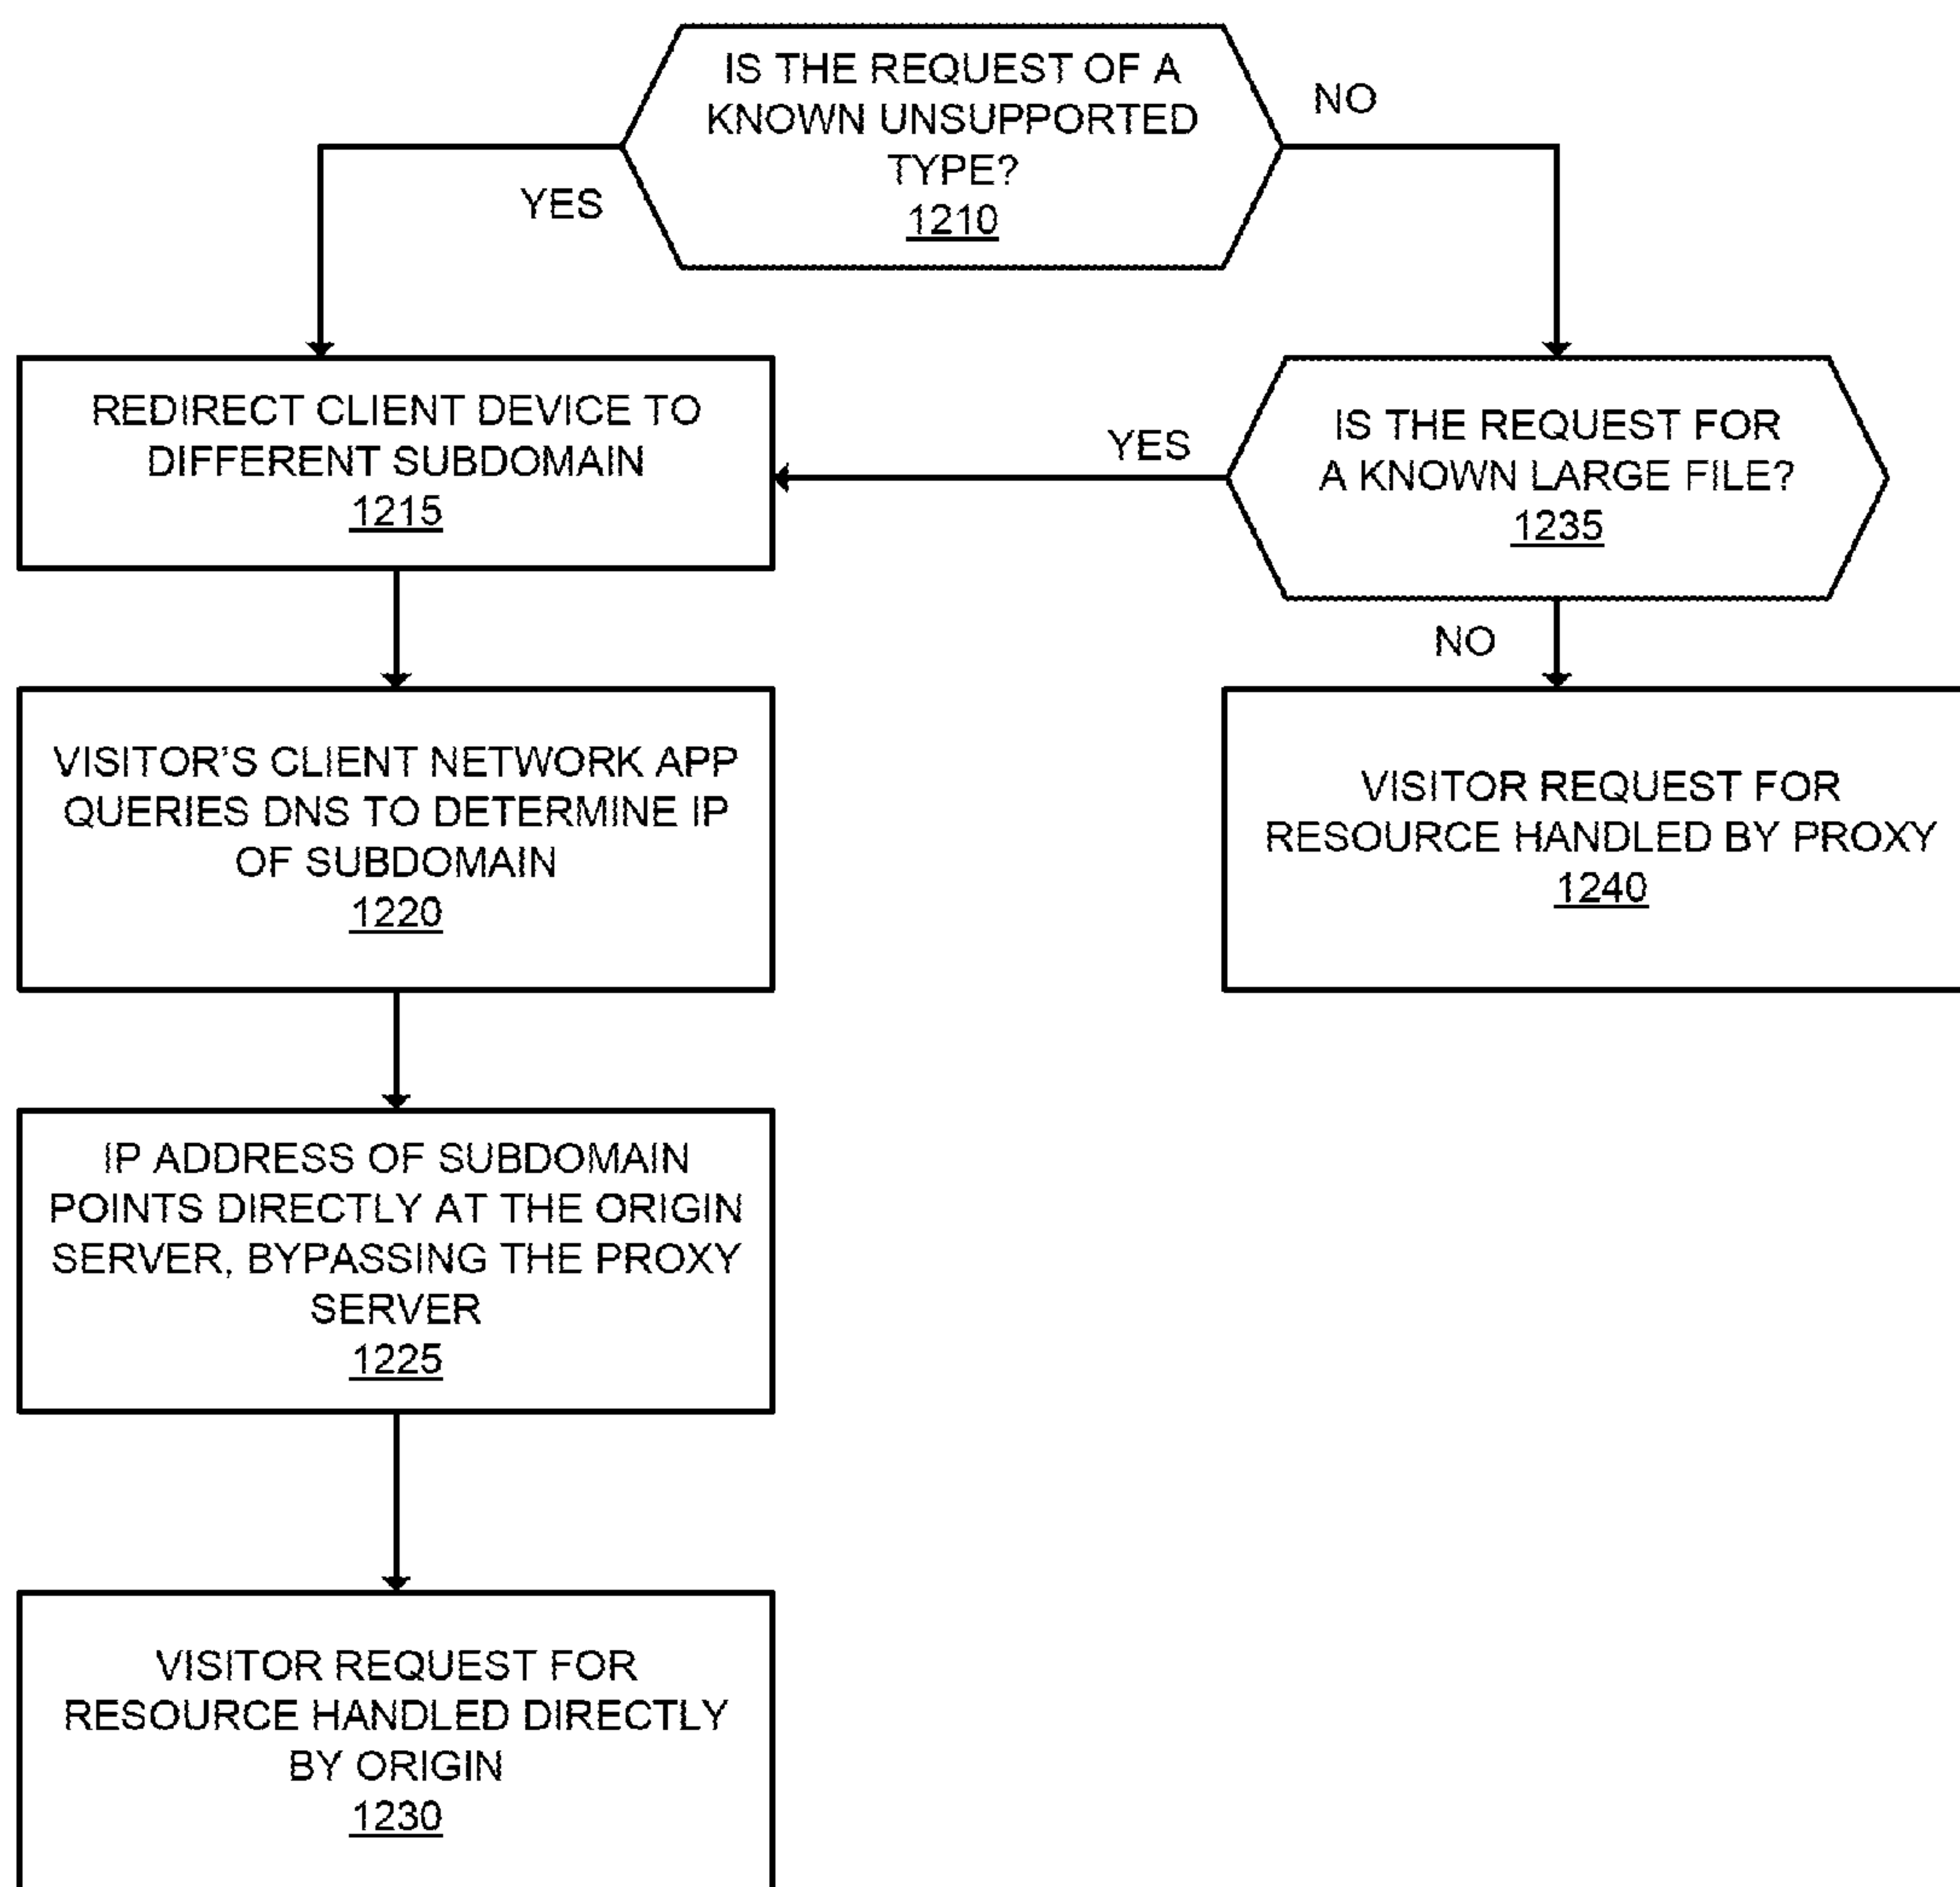 IS THE REQUEST OF A
KNOWN UNSUPPORTED
TYPE?
1210
NO
YES
REDIRECT CLIENT DEVICE TO
DIFFERENT SUBDOMAIN
1215
YES
IS THE REQUEST FOR
A KNOWN LARGE FILE?
1235
NO
VISITOR'S CLIENT NETWORK APP
QUERIES DNS TO DETERMINE IP
OF SUBDOMAIN
1220
VISITOR REQUEST FOR
RESOURCE HANDLED BY PROXY
1240
IP ADDRESS OF SUBDOMAIN
POINTS DIRECTLY AT THE ORIGIN
SERVER, BYPASSING THE PROXY
SERVER
1225
VISITOR REQUEST FOR
RESOURCE HANDLED DIRECTLY
BY ORIGIN
1230